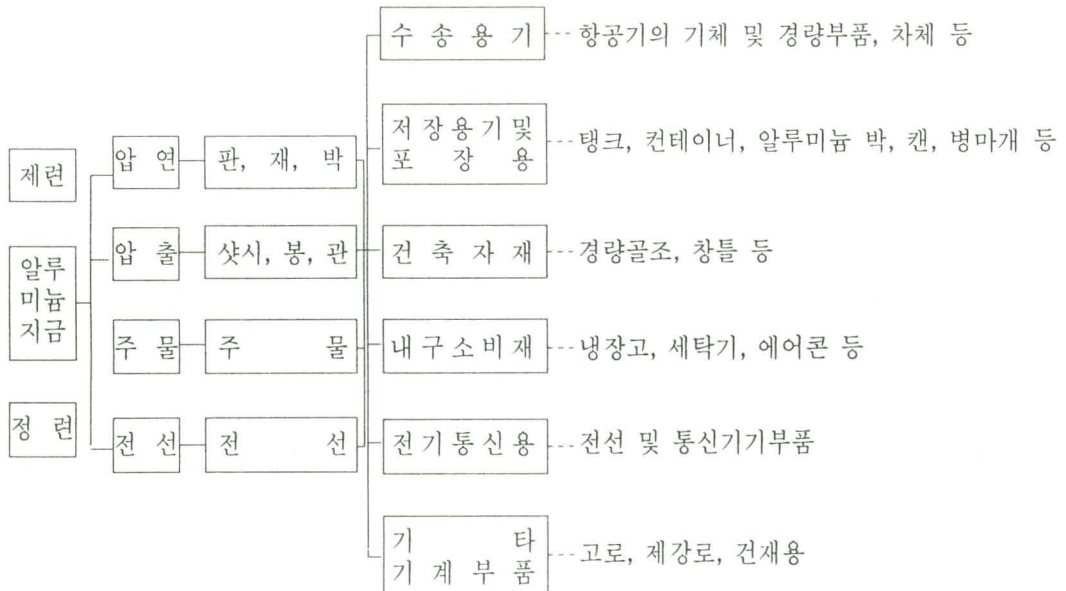 제련
알루
미늄
지금
정 련
압 연
압 출
주 물
전 선
판, 재, 박
샷시, 봉, 관
주 물
전 선
수 송 용 기
항공기의 기체 및 경량부품, 차체 등
저 장 용 기 및
포 장 용
탱크, 컨테이너, 알루미늄 박, 캔, 병마개 등
건 축 자 재
경량골조, 창틀 등
내 구 소 비 재
냉장고, 세탁기, 에어콘 등
전 기 통 신 용
전선 및 통신기기부품
기 타
기 계 부 품
고로, 제강로, 건재용